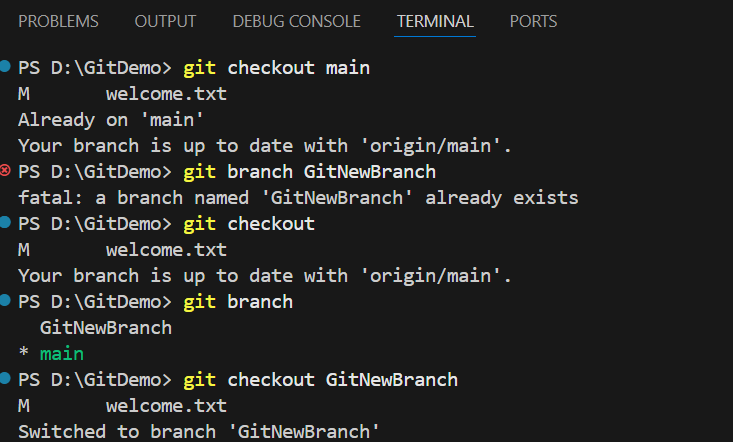 PROBLEMS OUTPUT DEBUG CONSOLE TERMINAL PORTS
PS D:\GitDemo> git checkout main
M       welcome.txt
Already on 'main'
Your branch is up to date with 'origin/main'.
PS D:\GitDemo> git branch GitNewBranch
fatal: a branch named 'GitNewBranch' already exists
PS D:\GitDemo> git checkout
M       welcome.txt
Your branch is up to date with 'origin/main'.
PS D:\GitDemo> git branch
  GitNewBranch
* main
PS D:\GitDemo> git checkout GitNewBranch
M       welcome.txt
Switched to branch 'GitNewBranch'